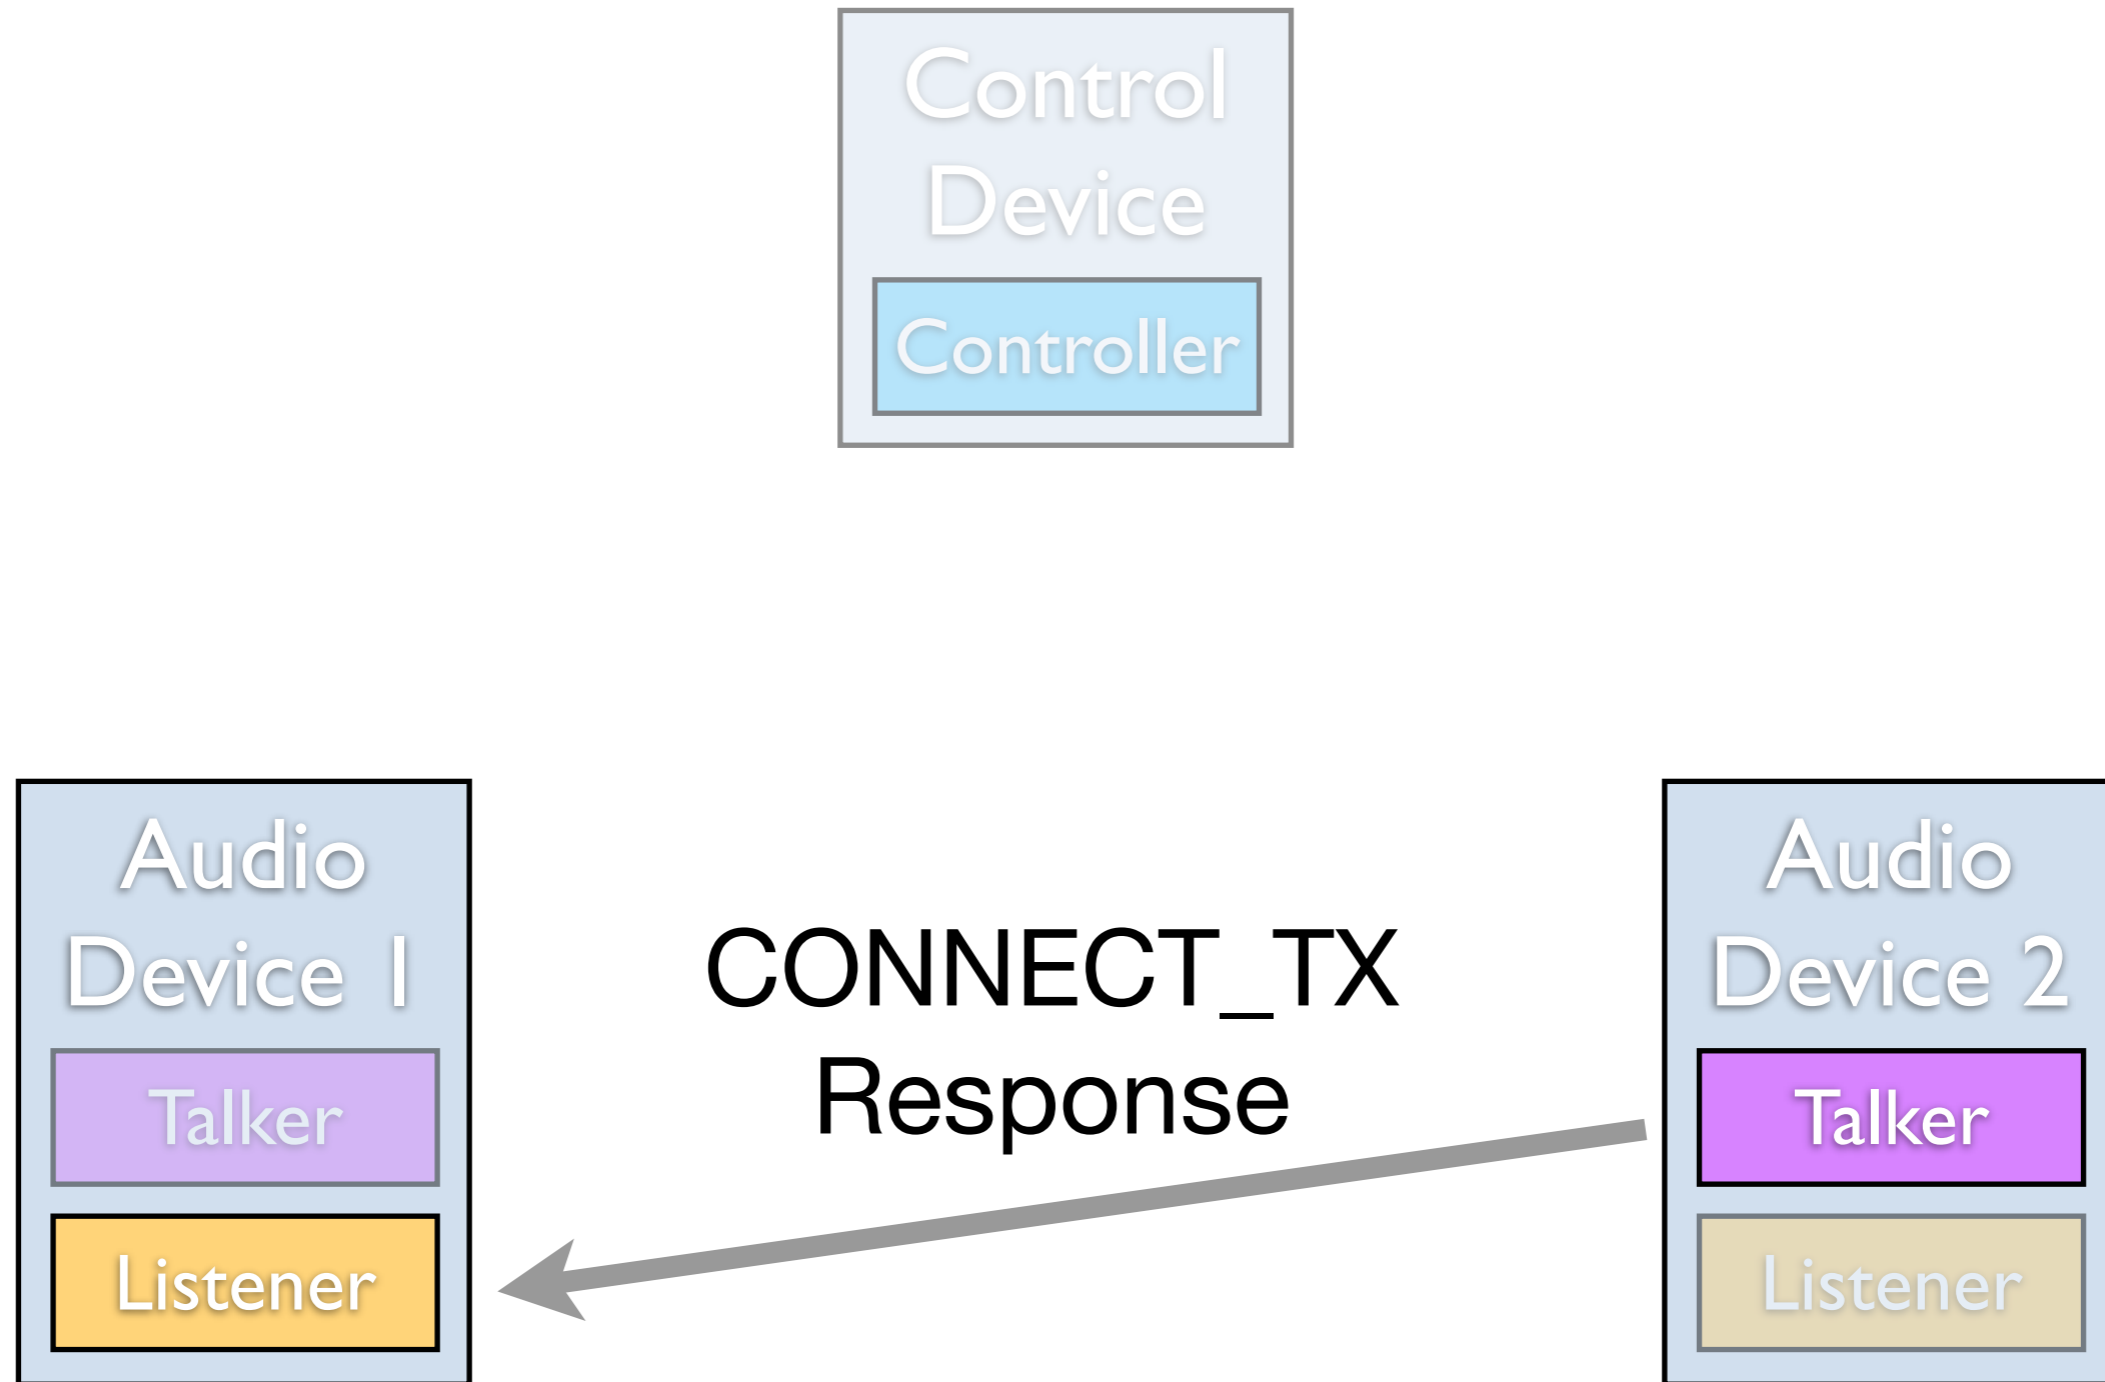 Control
Device
Controller
Audio
Device 1
Talker
Listener
CONNECT_TX
Response
Audio
Device 2
Talker
Listener